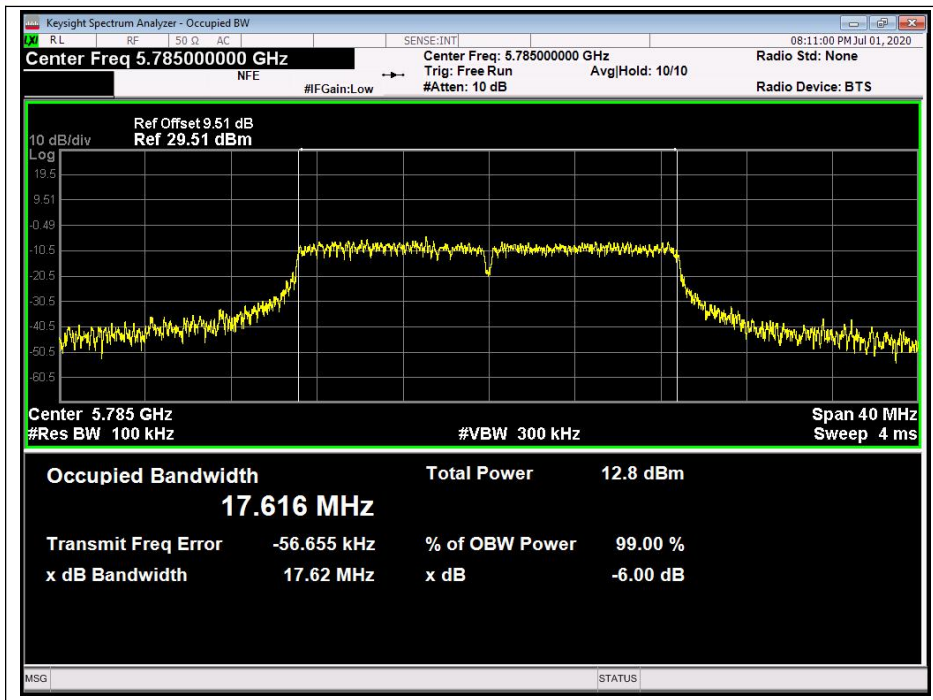 Keysight Spectrum Analyzer - Occupied BW
LXI RL RF 50 Ω AC SENSE:INT 08:11:00 PM Jul 01, 2020
Center Freq 5.785000000 GHz Center Freq: 5.785000000 GHz Radio Std: None
NFE Trig: Free Run Avg|Hold: 10/10
#IFGain:Low #Atten: 10 dB Radio Device: BTS
Ref Offset 9.51 dB
10 dB/div Ref 29.51 dBm
Log
19.5
9.51
-0.49
-10.5
-20.5
-30.5
-40.5
-50.5
-60.5
Center 5.785 GHz Span 40 MHz
#Res BW 100 kHz #VBW 300 kHz Sweep 4 ms
Occupied Bandwidth Total Power 12.8 dBm
17.616 MHz
Transmit Freq Error -56.655 kHz % of OBW Power 99.00 %
x dB Bandwidth 17.62 MHz x dB -6.00 dB
MSG STATUS